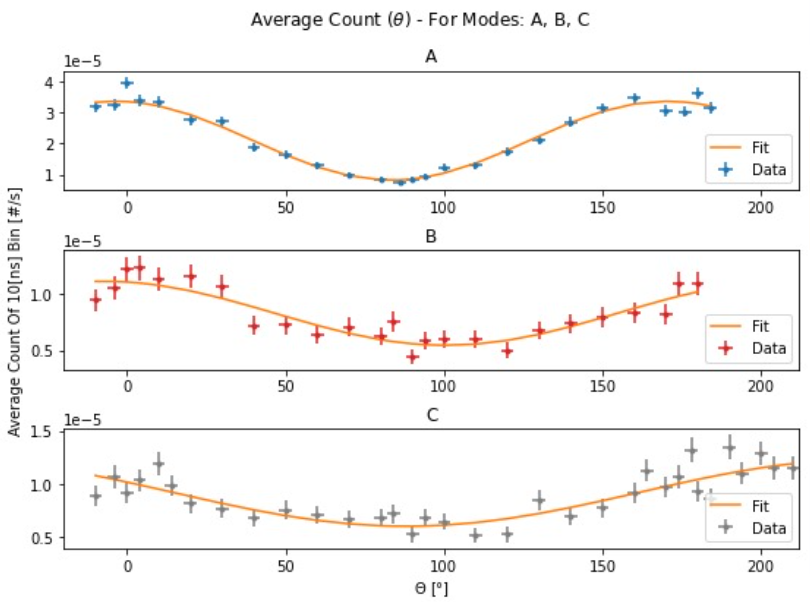 Average Count (θ) - For Modes: A, B, C
A
1e−5
4
3
2
1
Fit
Data
0 50 100 150 200
B
1e−5
1.0
0.5
Fit
Data
0 50 100 150 200
C
1e−5
1.5
1.0
0.5
Fit
Data
0 50 100 150 200
Average Count Of 10[ns] Bin [#/s]
Θ [°]